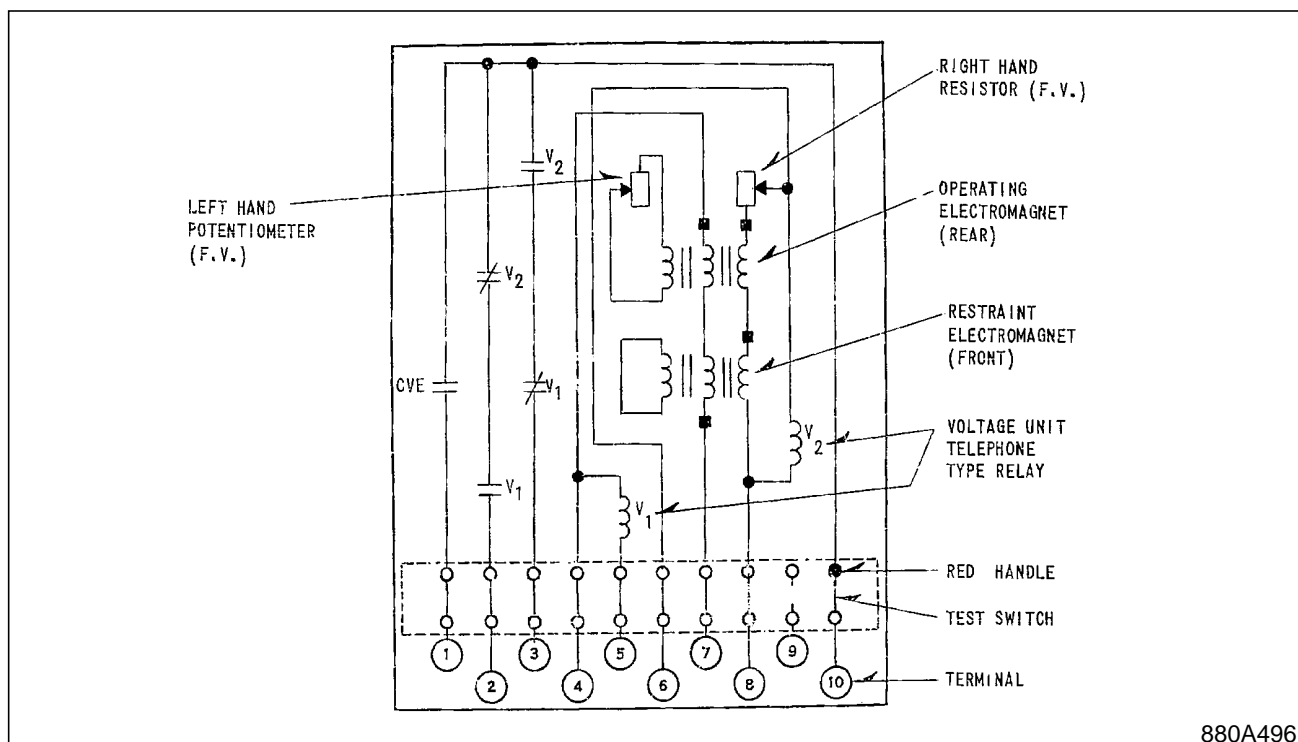 RIGHT HAND
RESISTOR (F.V.)
V2
LEFT HAND
POTENTIOMETER
(F.V.)
OPERATING
ELECTROMAGNET
(REAR)
V2
RESTRAINT
ELECTROMAGNET
(FRONT)
CVE
V1
V2
VOLTAGE UNIT
TELEPHONE
TYPE RELAY
V1
V1
RED HANDLE
TEST SWITCH
1
2
3
4
5
6
7
8
9
10
TERMINAL
880A496